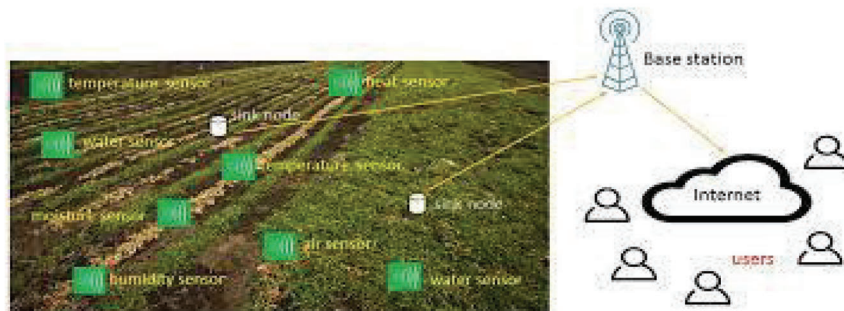 temperature sensor
heat sensor
Base station
sink node
water sensor
temperature sensor
Internet
moisture sensor
sink node
air sensor
users
humidity sensor
water sensor